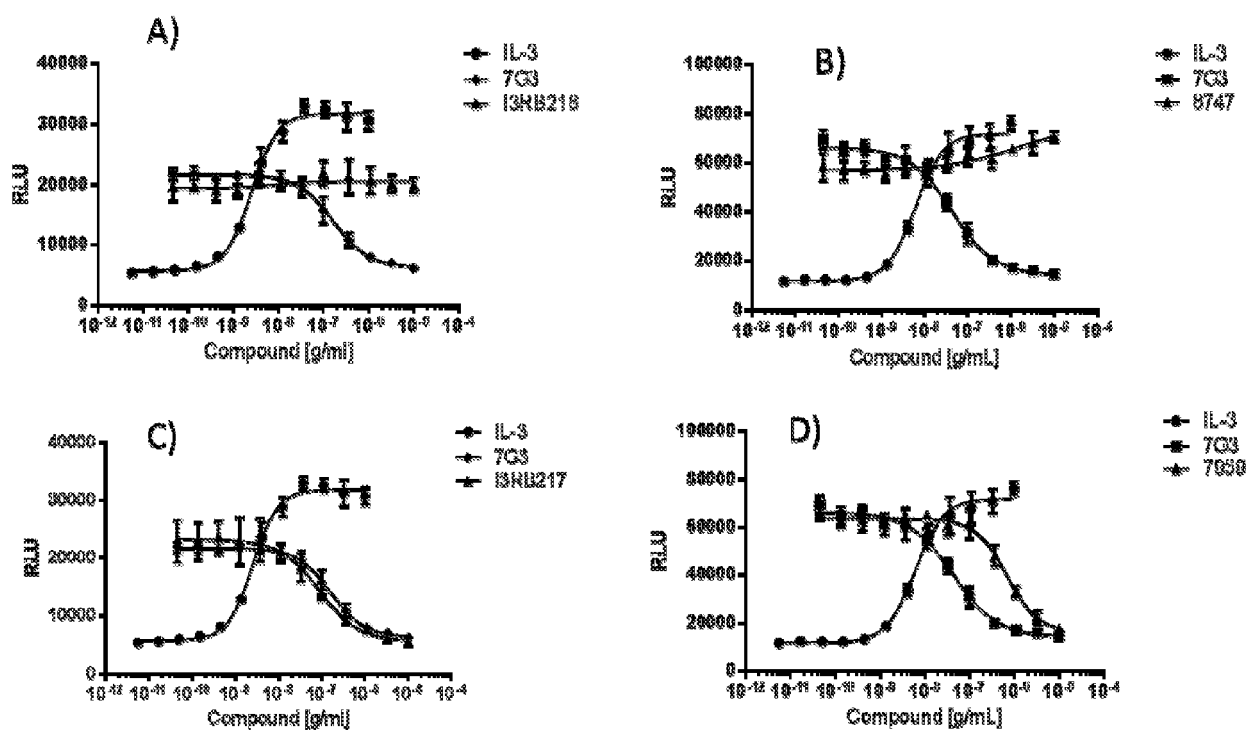 A)
IL-3
7G3
I3RB218
40000
30000
20000
10000
0
RLU
10-12 10-11 10-10 10-9 10-8 10-7 10-6 10-5 10-4
Compound [g/ml]
B)
IL-3
7G3
8747
100000
80000
60000
40000
20000
0
RLU
10-12 10-11 10-10 10-9 10-8 10-7 10-6 10-5 10-4
Compound [g/mL]
C)
IL-3
7G3
I3RB217
40000
30000
20000
10000
0
RLU
10-12 10-11 10-10 10-9 10-8 10-7 10-6 10-5 10-4
Compound [g/ml]
D)
IL-3
7G3
7959
100000
80000
60000
40000
20000
0
RLU
10-12 10-11 10-10 10-9 10-8 10-7 10-6 10-5 10-4
Compound [g/mL]